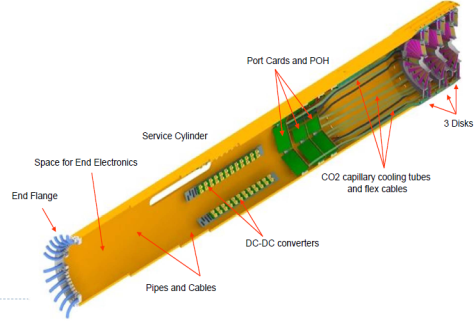 Port Cards and POH
3 Disks
Service Cylinder
Space for End Electronics
CO2 capillary cooling tubes
and flex cables
End Flange
DC-DC converters
Pipes and Cables